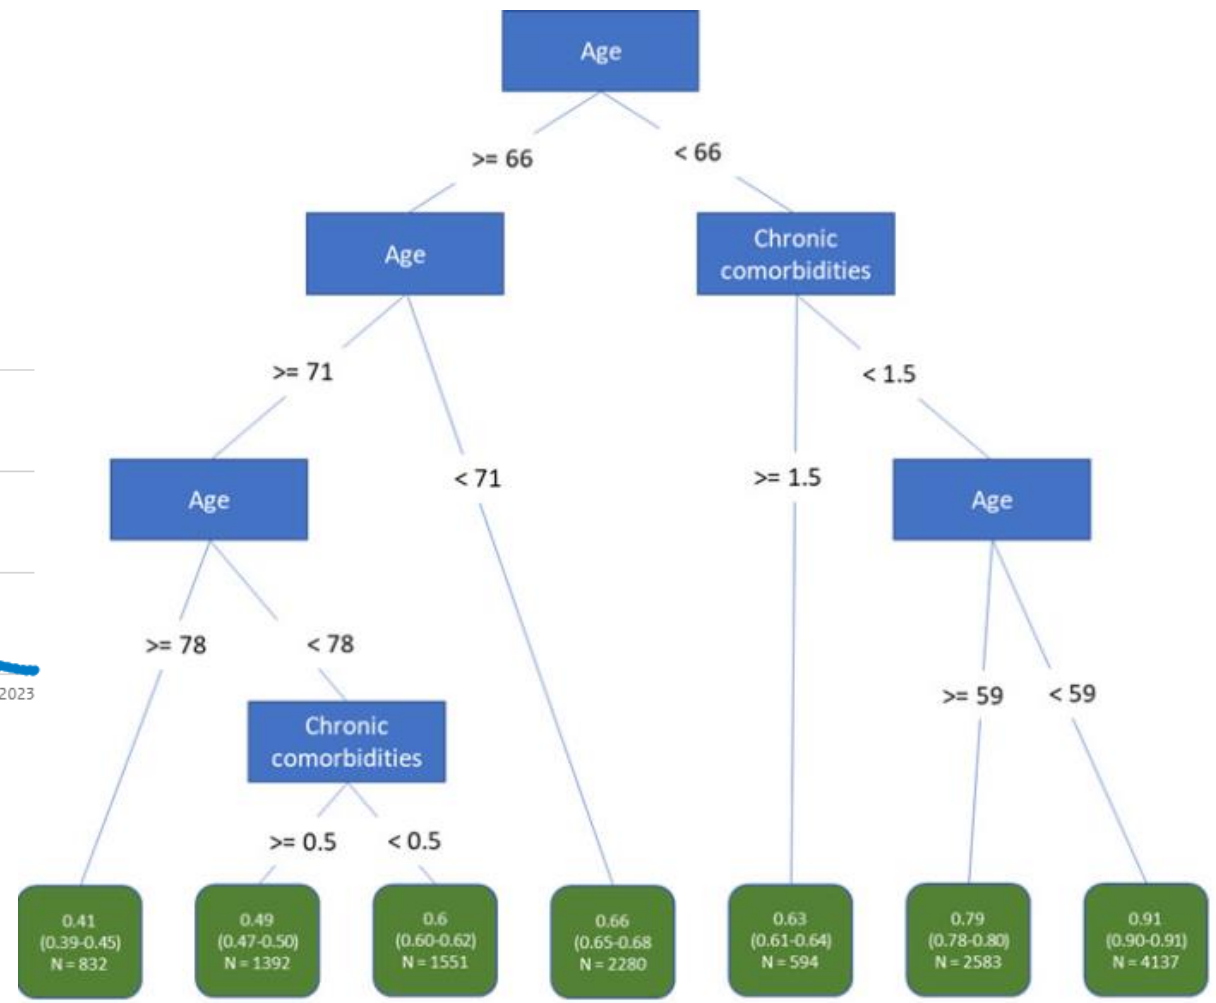 Age
>= 66
< 66
Age
Chronic
comorbidities
>= 71
< 1.5
< 71
>= 1.5
Age
Age
>= 78
< 78
2023
>= 59
< 59
Chronic
comorbidities
>= 0.5
< 0.5
0.41
(0.39-0.45)
N = 832
0.49
(0.47-0.50)
N = 1392
0.6
(0.60-0.62)
N = 1551
0.66
(0.65-0.68
N = 2280
0.63
(0.61-0.64)
N = 594
0.79
(0.78-0.80)
N = 2583
0.91
(0.90-0.91)
N = 4137